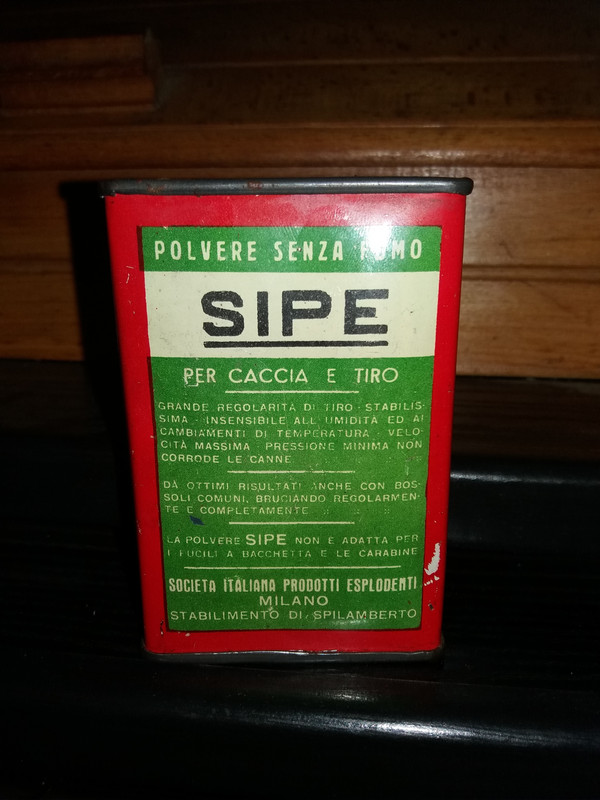 POLVERE SENZA FUMO
SIPE
PER CACCIA E TIRO
GRANDE REGOLARITÀ DI TIRO - STABILIS-
SIMA - INSENSIBILE ALL'UMIDITÀ ED AI
CAMBIAMENTI DI TEMPERATURA - VELO-
CITÀ MASSIMA - PRESSIONE MINIMA NON
CORRODE LE CANNE
DÀ OTTIMI RISULTATI ANCHE CON BOS-
SOLI COMUNI, BRUCIANDO REGOLARMEN-
TE E COMPLETAMENTE
LA POLVERE SIPE NON È ADATTA PER
I FUCILI A BACCHETTA E LE CARABINE
SOCIETÀ ITALIANA PRODOTTI ESPLODENTI
MILANO
STABILIMENTO DI SPILAMBERTO